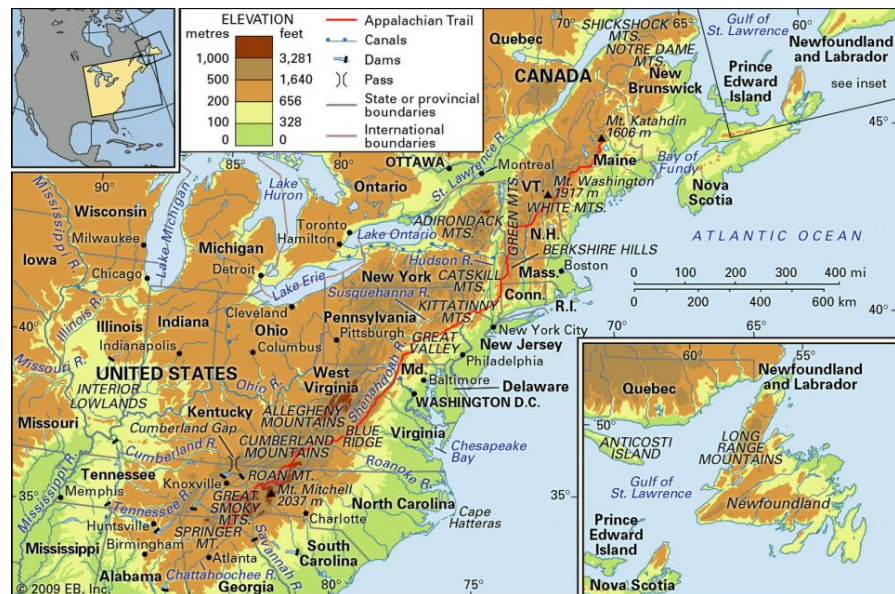 ELEVATION
metres feet
1,000 3,281
500 1,640
200 656
100 328
0 0
Appalachian Trail
Canals
Dams
Pass
State or provincial
boundaries
International
boundaries
90°
85°
80°
70°
65°
60°
45°
40°
35°
75°
80°
40°
35°
Quebec
SHICKSHOCK
MTS.
NOTRE DAME
MTS.
Gulf of
St. Lawrence
Newfoundland
and Labrador
see inset
CANADA
New
Brunswick
Prince
Edward
Island
Mt. Katahdin
1606 m
OTTAWA
St. Lawrence R.
Montreal
Maine
Bay of
Fundy
Nova
Scotia
Mississippi R.
Wisconsin
Milwaukee
Lake Michigan
Lake
Huron
Ontario
Toronto
Hamilton
Lake Ontario
ADIRONDACK
MTS.
VT.
GREEN MTS.
Mt. Washington
1917 m
WHITE MTS.
N.H.
ATLANTIC OCEAN
Iowa
Chicago
Michigan
Detroit
Lake Erie
Hudson R.
BERKSHIRE HILLS
New York
CATSKILL
MTS.
Mass.
Boston
Susquehanna R.
Conn.
R.I.
0 100 200 300 400 mi
0 200 400 600 km
Cleveland
Pennsylvania
KITTATINNY
MTS.
Illinois R.
Illinois
Indiana
Ohio
Pittsburgh
New York City
Indianapolis
Columbus
GREAT
VALLEY
New Jersey
Philadelphia
Missouri R.
UNITED STATES
West
Virginia
Shenandoah R.
Md.
Baltimore
Delaware
INTERIOR
LOWLANDS
Ohio R.
WASHINGTON D.C.
Missouri
Kentucky
ALLEGHENY
MOUNTAINS
BLUE
RIDGE
Virginia
Chesapeake
Bay
Cumberland Gap
CUMBERLAND
MOUNTAINS
Cumberland R.
Roanoke R.
Tennessee
Knoxville
ROAN MT.
Memphis
Tennessee R.
GREAT
SMOKY
MTS.
Mt. Mitchell
2037 m
North Carolina
Cape
Hatteras
Mississippi R.
Huntsville
SPRINGER
MT.
Charlotte
Mississippi
Birmingham
Atlanta
Savannah R.
South
Carolina
Alabama
Chattahoochee R.
Georgia
© 2009 EB, Inc.
70°
65°
60°
55°
50°
Quebec
Newfoundland
and Labrador
ANTICOSTI
ISLAND
LONG
RANGE
MOUNTAINS
Gulf of
St. Lawrence
Newfoundland
Prince
Edward
Island
Nova Scotia